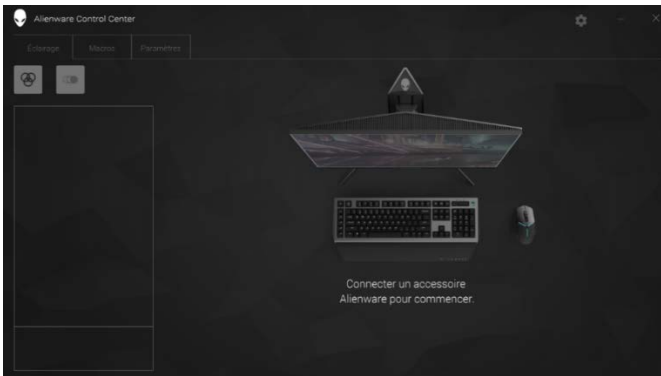 Alienware Control Center
Éclairage Macros Paramètres
Connecter un accessoire
Alienware pour commencer.